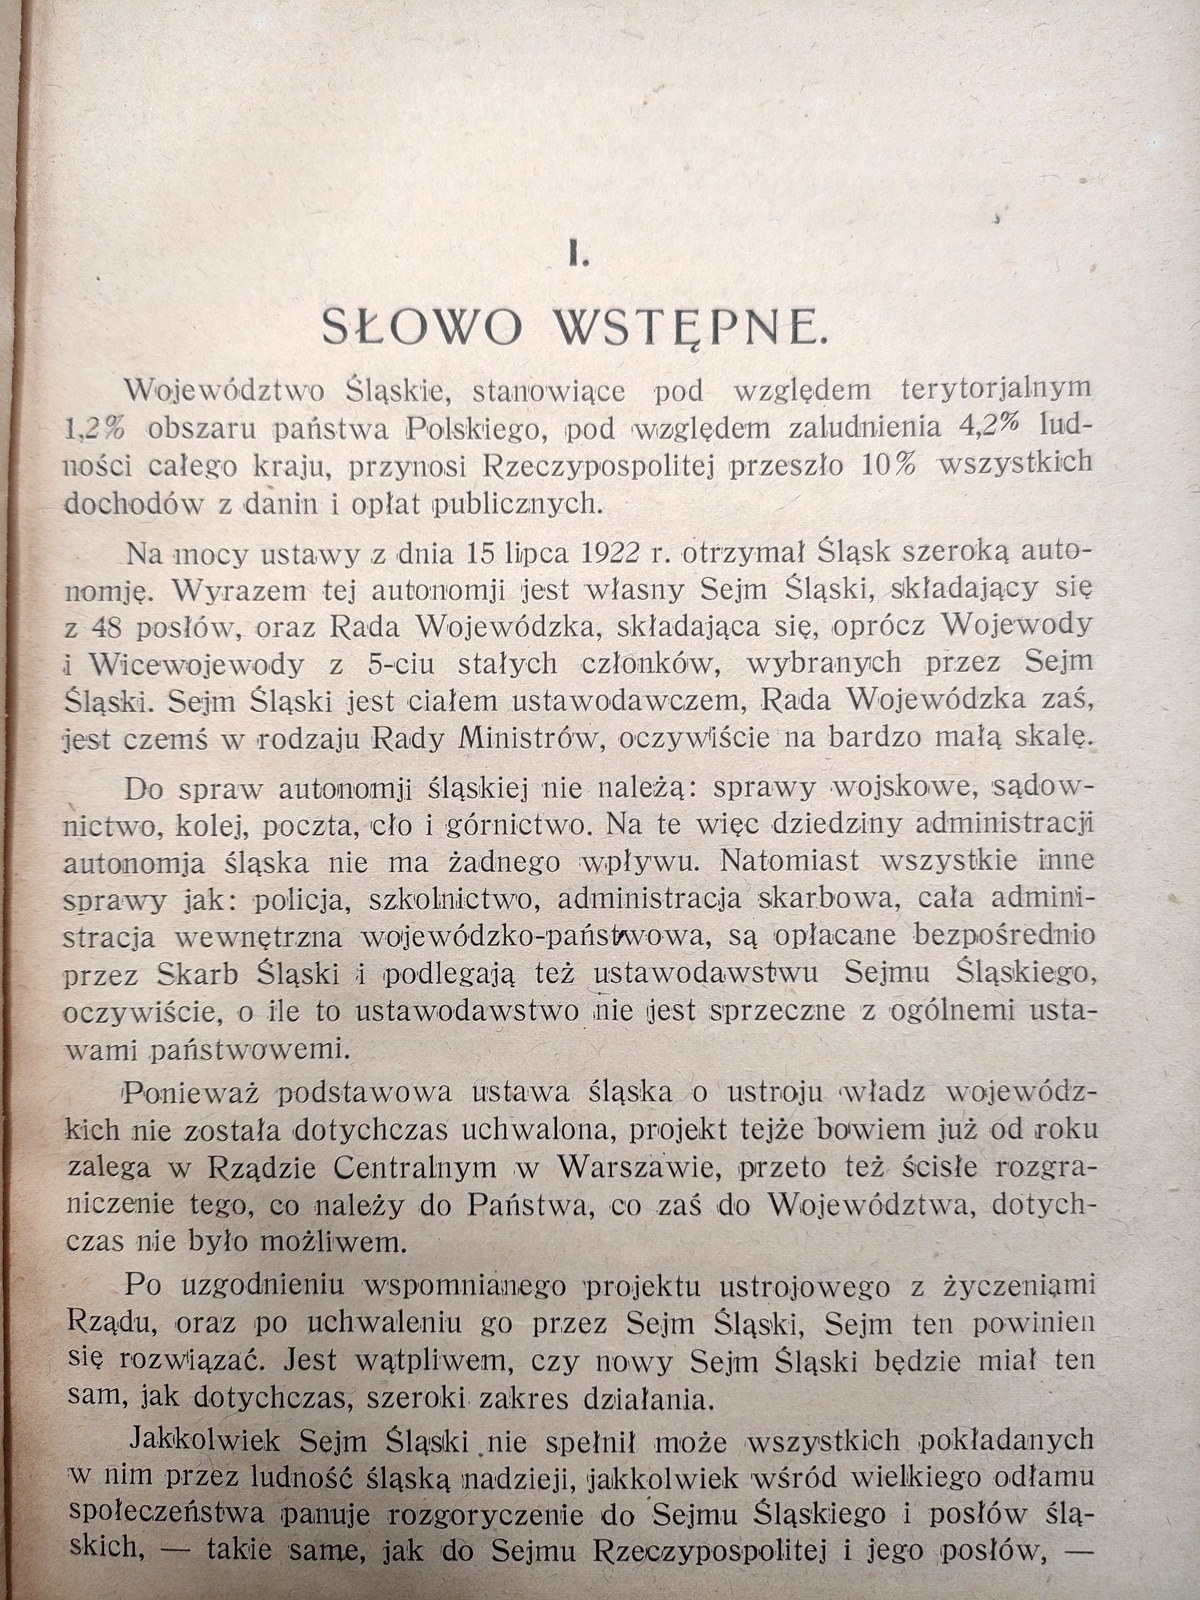 I.
SŁOWO WSTĘPNE.
Województwo Śląskie, stanowiące pod względem terytorjalnym
1,2% obszaru państwa Polskiego, pod względem zaludnienia 4,2% lud-
ności całego kraju, przynosi Rzeczypospolitej przeszło 10% wszystkich
dochodów z danin i opłat publicznych.
Na mocy ustawy z dnia 15 lipca 1922 r. otrzymał Śląsk szeroką auto-
nomję. Wyrazem tej autonomji jest własny Sejm Śląski, składający się
z 48 posłów, oraz Rada Wojewódzka, składająca się, oprócz Wojewody
i Wicewojewody z 5-ciu stałych członków, wybranych przez Sejm
Śląski. Sejm Śląski jest ciałem ustawodawczem, Rada Wojewódzka zaś,
jest czemś w rodzaju Rady Ministrów, oczywiście na bardzo małą skalę.
Do spraw autonomji śląskiej nie należą: sprawy wojskowe, sądow-
nictwo, kolej, poczta, cło i górnictwo. Na te więc dziedziny administracji
autonomja śląska nie ma żadnego wpływu. Natomiast wszystkie inne
sprawy jak: policja, szkolnictwo, administracja skarbowa, cała admini-
stracja wewnętrzna wojewódzko-państwowa, są opłacane bezpośrednio
przez Skarb Śląski i podlegają też ustawodawstwu Sejmu Śląskiego,
oczywiście, o ile to ustawodawstwo nie jest sprzeczne z ogólnemi usta-
wami państwowemi.
Ponieważ podstawowa ustawa śląska o ustroju władz wojewódz-
kich nie została dotychczas uchwalona, projekt tejże bowiem już od roku
zalega w Rządzie Centralnym w Warszawie, przeto też ścisłe rozgra-
niczenie tego, co należy do Państwa, co zaś do Województwa, dotych-
czas nie było możliwem.
Po uzgodnieniu wspomnianego projektu ustrojowego z życzeniami
Rządu, oraz po uchwaleniu go przez Sejm Śląski, Sejm ten powinien
się rozwiązać. Jest wątpliwem, czy nowy Sejm Śląski będzie miał ten
sam, jak dotychczas, szeroki zakres działania.
Jakkolwiek Sejm Śląski nie spełnił może wszystkich pokładanych
w nim przez ludność śląską nadzieji, jakkolwiek wśród wielkiego odłamu
społeczeństwa panuje rozgoryczenie do Sejmu Śląskiego i posłów ślą-
skich, — takie same, jak do Sejmu Rzeczypospolitej i jego posłów, —